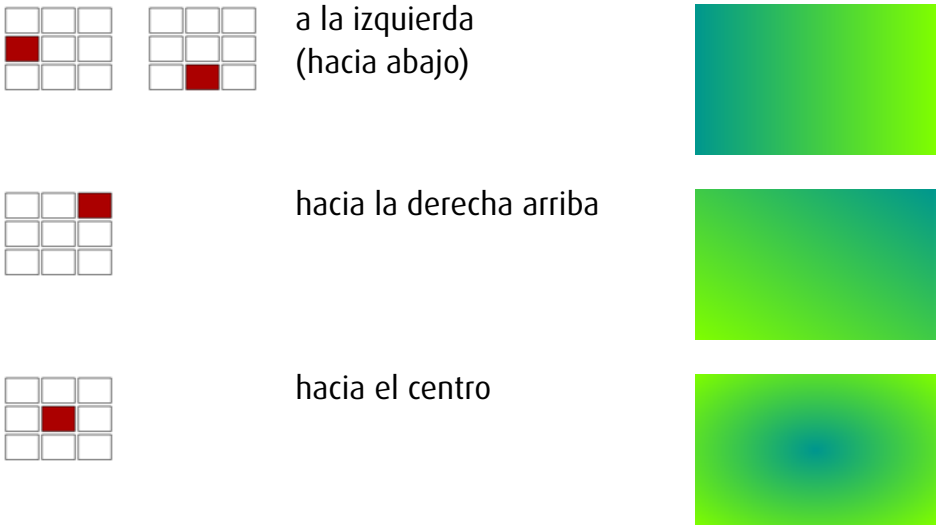 a la izquierda
(hacia abajo)
hacia la derecha arriba
hacia el centro